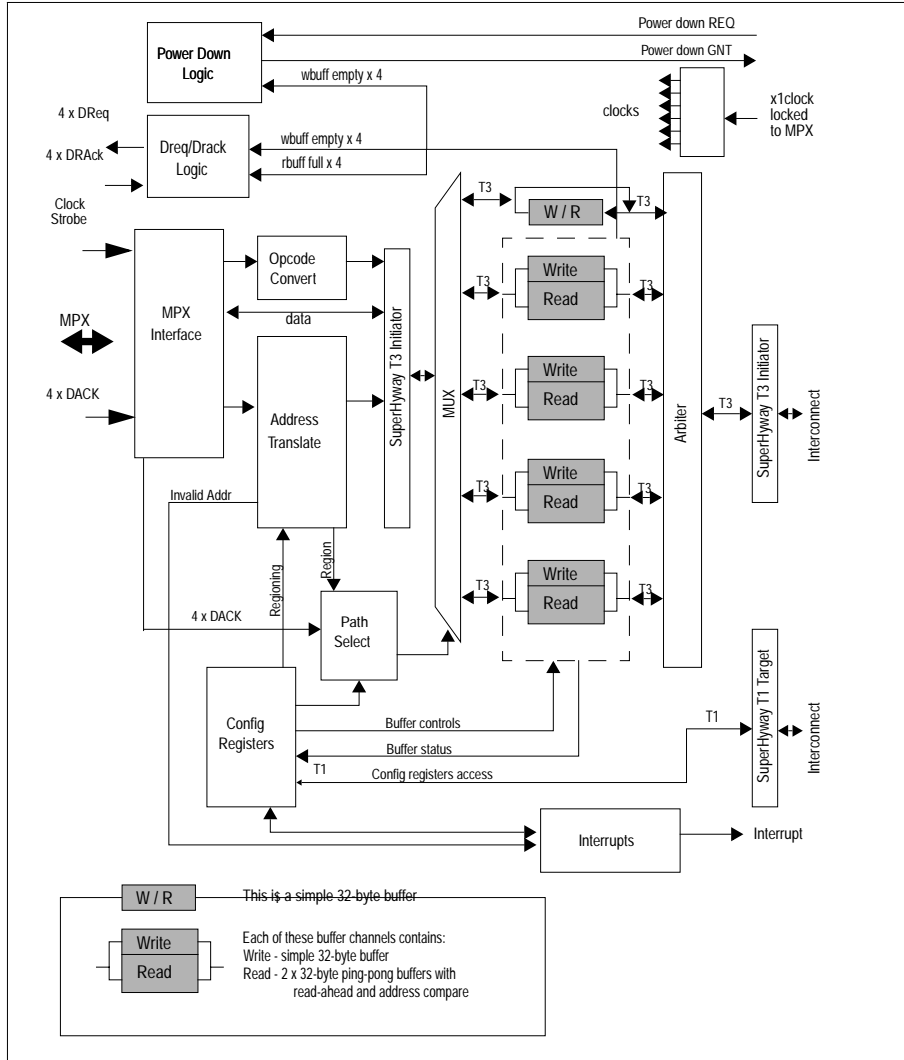 Power down REQ
Power Down
Logic
Power down GNT
wbuff empty x 4
clocks
x1clock
locked
to MPX
4 x DReq
4 x DRAck
Dreq/Drack
Logic
wbuff empty x 4
rbuff full x 4
Clock
Strobe
T3
W / R
T3
MPX
MPX
Interface
Opcode
Convert
data
Address
Translate
SuperHyway T3 Initiator
MUX
T3
Write
Read
T3
T3
Write
Read
T3
T3
Write
Read
T3
T3
Write
Read
T3
Arbiter
T3
SuperHyway T3 Initiator
Interconnect
4 x DACK
Invalid Addr
Regioning
Region
4 x DACK
Path
Select
Config
Registers
Buffer controls
Buffer status
T1
Config registers access
T1
SuperHyway T1 Target
Interconnect
Interrupts
Interrupt
W / R
This is a simple 32-byte buffer
Write
Read
Each of these buffer channels contains:
Write - simple 32-byte buffer
Read - 2 x 32-byte ping-pong buffers with
read-ahead and address compare